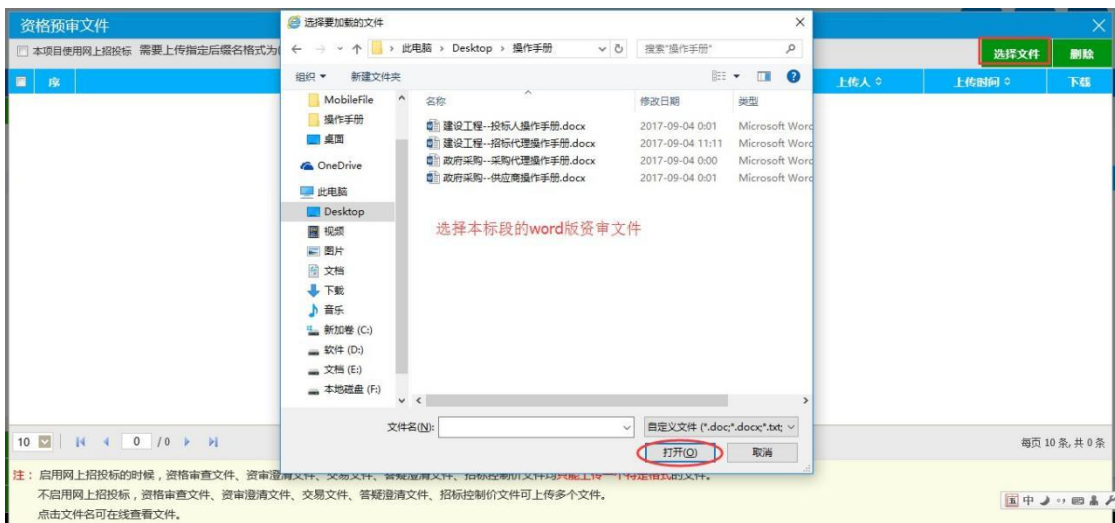 资格预审文件
选择要加载的文件
本项目使用网上招投标 需要上传指定后缀名格式为
此电脑 › Desktop › 操作手册
搜索"操作手册"
选择文件
删除
组织
新建文件夹
序
上传人
上传时间
下载
名称
修改日期
类型
MobileFile
操作手册
桌面
OneDrive
此电脑
Desktop
视频
图片
文档
下载
音乐
新加卷 (C:)
软件 (D:)
文档 (E:)
本地磁盘 (F:)
建设工程--投标人操作手册.docx 2017-09-04 0:01 Microsoft Word
建设工程--招标代理操作手册.docx 2017-09-04 11:11 Microsoft Word
政府采购--采购代理操作手册.docx 2017-09-04 0:00 Microsoft Word
政府采购--供应商操作手册.docx 2017-09-04 0:01 Microsoft Word
选择本标段的word版资审文件
文件名(N):
自定义文件 (*.doc;*.docx;*.txt;
打开(O)
取消
10
0 / 0
每页 10 条, 共 0 条
注：启用网上招投标的时候，资格审查文件、资审澄清文件、交易文件、答疑澄清文件、招标控制价文件均只能上传一个特定格式的文件。
不启用网上招投标，资格审查文件、资审澄清文件、交易文件、答疑澄清文件、招标控制价文件可上传多个文件。
点击文件名可在线查看文件。
中